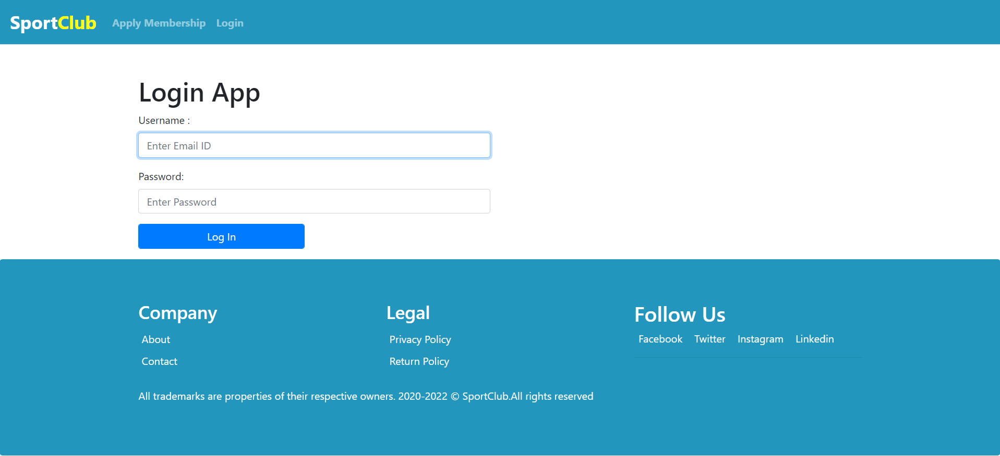 SportClub Apply Membership Login
Login App
Username :
Enter Email ID
Password:
Enter Password
Log In
Company
About
Contact
Legal
Privacy Policy
Return Policy
Follow Us
Facebook Twitter Instagram Linkedin
All trademarks are properties of their respective owners. 2020-2022 © SportClub.All rights reserved